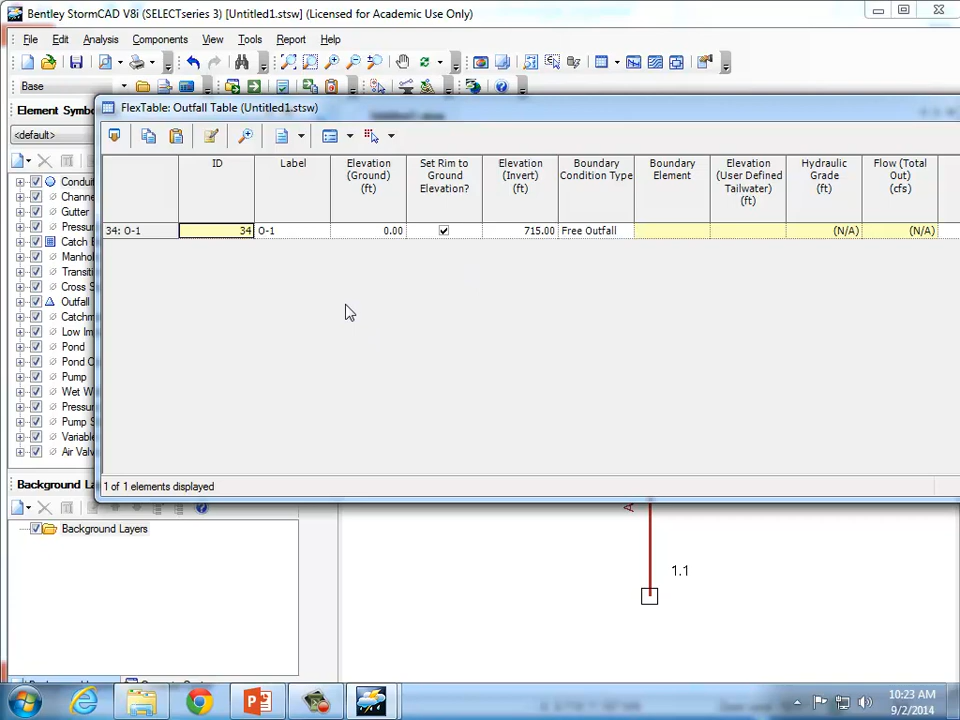 Bentley StormCAD V8i (SELECTseries 3) [Untitled1.stsw] (Licensed for Academic Use Only)
File Edit Analysis Components View Tools Report Help
Base
Element Symb
FlexTable: Outfall Table (Untitled1.stsw)
<default>
ID
Label
Elevation (Ground) (ft)
Set Rim to Ground Elevation?
Elevation (Invert) (ft)
Boundary Condition Type
Boundary Element
Elevation (User Defined Tailwater) (ft)
Hydraulic Grade (ft)
Flow (Total Out) (cfs)
34: O-1 34 O-1 0.00 715.00 Free Outfall (N/A) (N/A)
Conduit
Channe
Gutter
Pressur
Catch B
Manhol
Transiti
Cross S
Outfall
Catchm
Low Im
Pond
Pond O
Pump
Wet W
Pressur
Pump S
Variabl
Air Valv
1 of 1 elements displayed
Background La
Background Layers
1.1
10:23 AM
9/2/2014